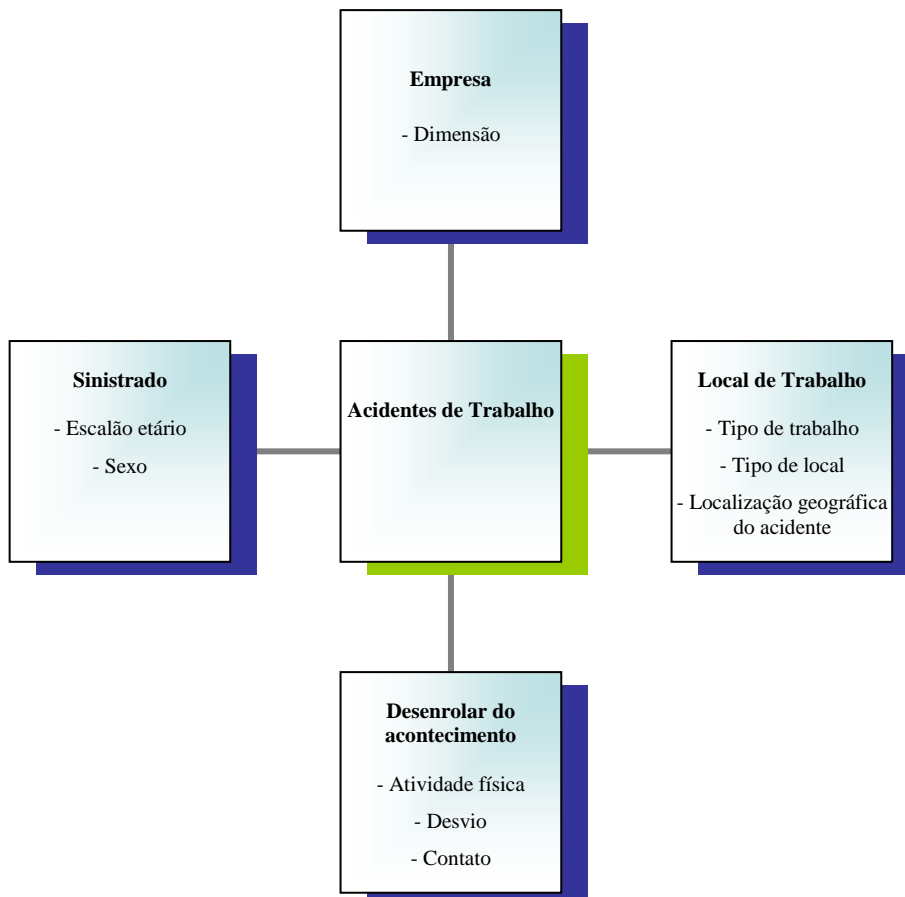 Empresa
- Dimensão
Sinistrado
- Escalão etário
- Sexo
Acidentes de Trabalho
Local de Trabalho
- Tipo de trabalho
- Tipo de local
- Localização geográfica
do acidente
Desenrolar do
acontecimento
- Atividade física
- Desvio
- Contato